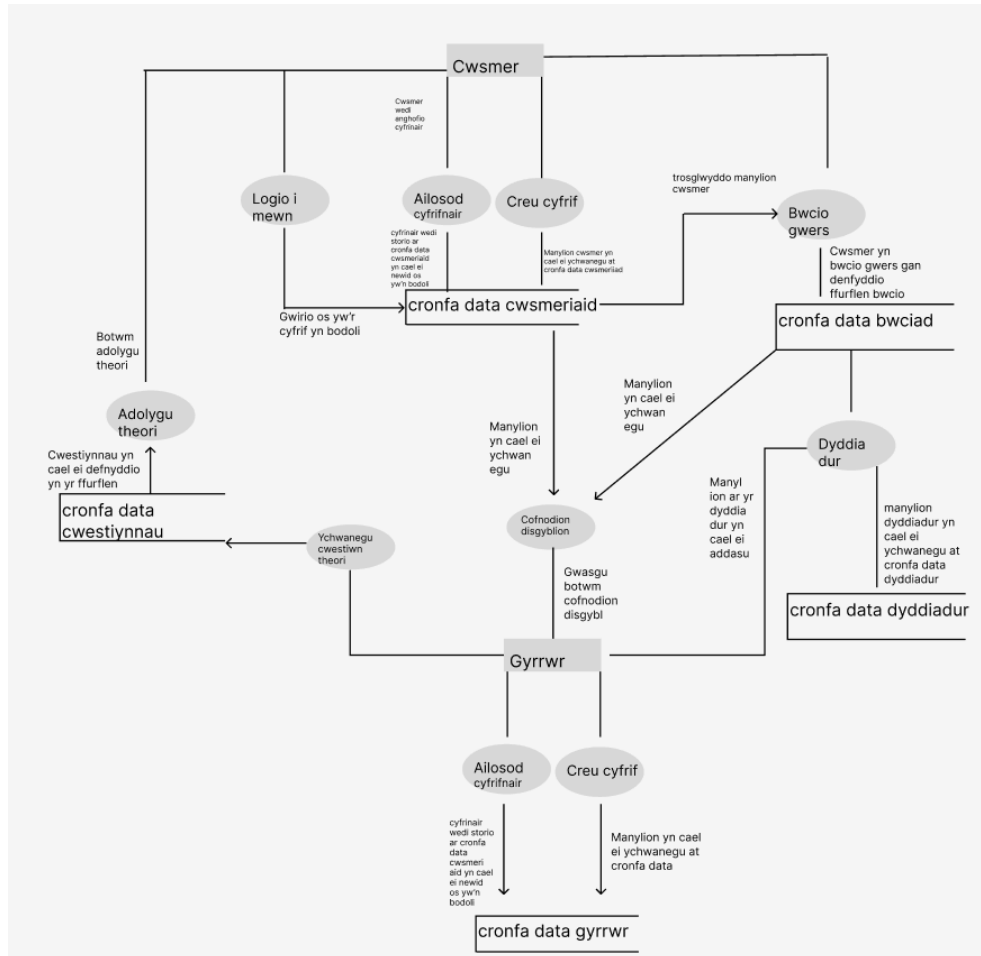 Cwsmer
Cwsmer
wedi
anghofio
cyfrinair
trosglwyddo manylion
cwsmer
Logio i
mewn
Ailosod
cyfrifnair
Creu cyfrif
Bwcio
gwers
cyfrinair wedi
storio ar
cronfa data
cwsmeriaid
yn cael ei
newid os
yw'n bodoli
Manylion cwsmer yn
cael ei ychwanegu at
cronfa data cwsmeriiad
Cwsmer yn
bwcio gwers gan
denfyddio
ffurflen bwcio
Gwirio os yw'r
cyfrif yn bodoli
cronfa data cwsmeriaid
cronfa data bwciad
Botwm
adolygu
theori
Adolygu
theori
Manylion
yn cael ei
ychwan
egu
Manylion
yn cael ei
ychwan
egu
Dyddia
dur
Cwestiynnau yn
cael ei defnyddio
yn yr ffurflen
cronfa data
cwestiynnau
Ychwanegu
cwestiwn
theori
Cofnodion
disgyblion
Manyl
ion ar yr
dyddia
dur yn
cael ei
addasu
manylion
dyddiadur yn
cael ei
ychwanegu at
cronfa data
dyddiadur
Gwasgu
botwm
cofnodion
disgybl
cronfa data dyddiadur
Gyrrwr
Ailosod
cyfrifnair
Creu cyfrif
cyfrinair
wedi storio
ar cronfa
data
cwsmeri
aid yn cael
ei newid
os yw'n
bodoli
Manylion yn cael
ei ychwanegu at
cronfa data
cronfa data gyrrwr